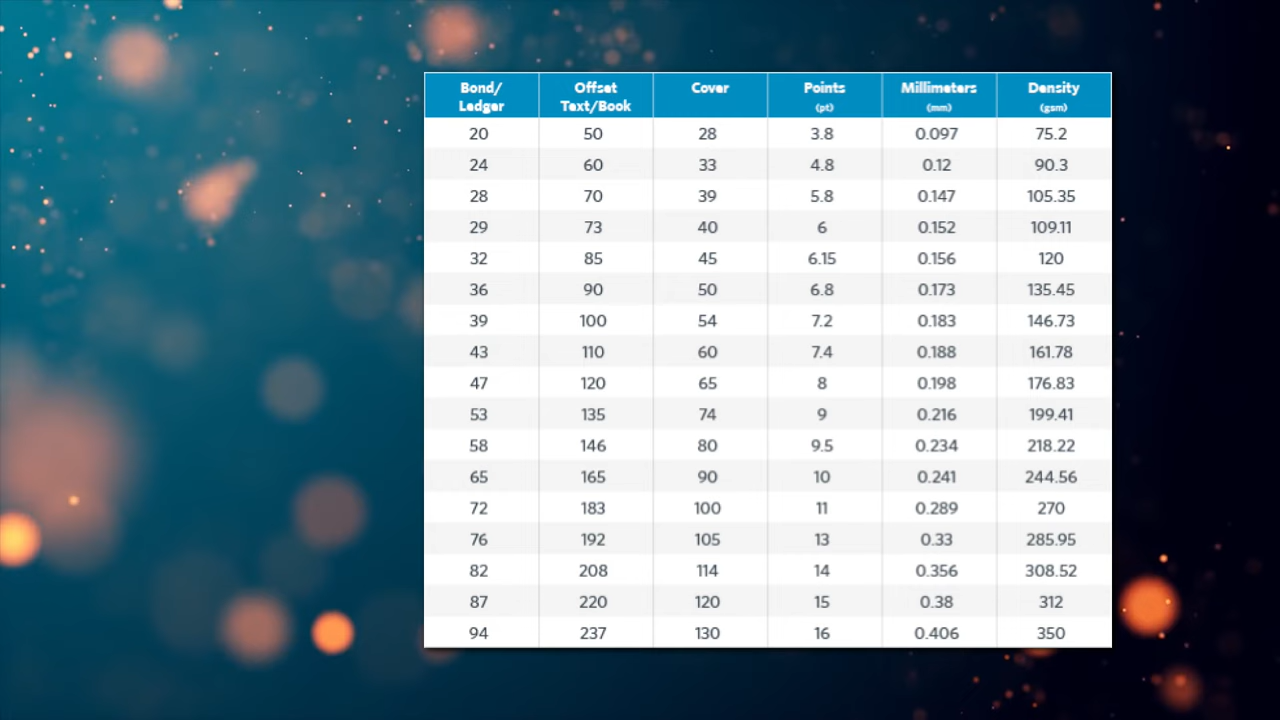 Bond/ Ledger Offset Text/Book Cover Points (pt) Millimeters (mm) Density (gsm)
20 50 28 3.8 0.097 75.2
24 60 33 4.8 0.12 90.3
28 70 39 5.8 0.147 105.35
29 73 40 6 0.152 109.11
32 85 45 6.15 0.156 120
36 90 50 6.8 0.173 135.45
39 100 54 7.2 0.183 146.73
43 110 60 7.4 0.188 161.78
47 120 65 8 0.198 176.83
53 135 74 9 0.216 199.41
58 146 80 9.5 0.234 218.22
65 165 90 10 0.241 244.56
72 183 100 11 0.289 270
76 192 105 13 0.33 285.95
82 208 114 14 0.356 308.52
87 220 120 15 0.38 312
94 237 130 16 0.406 350